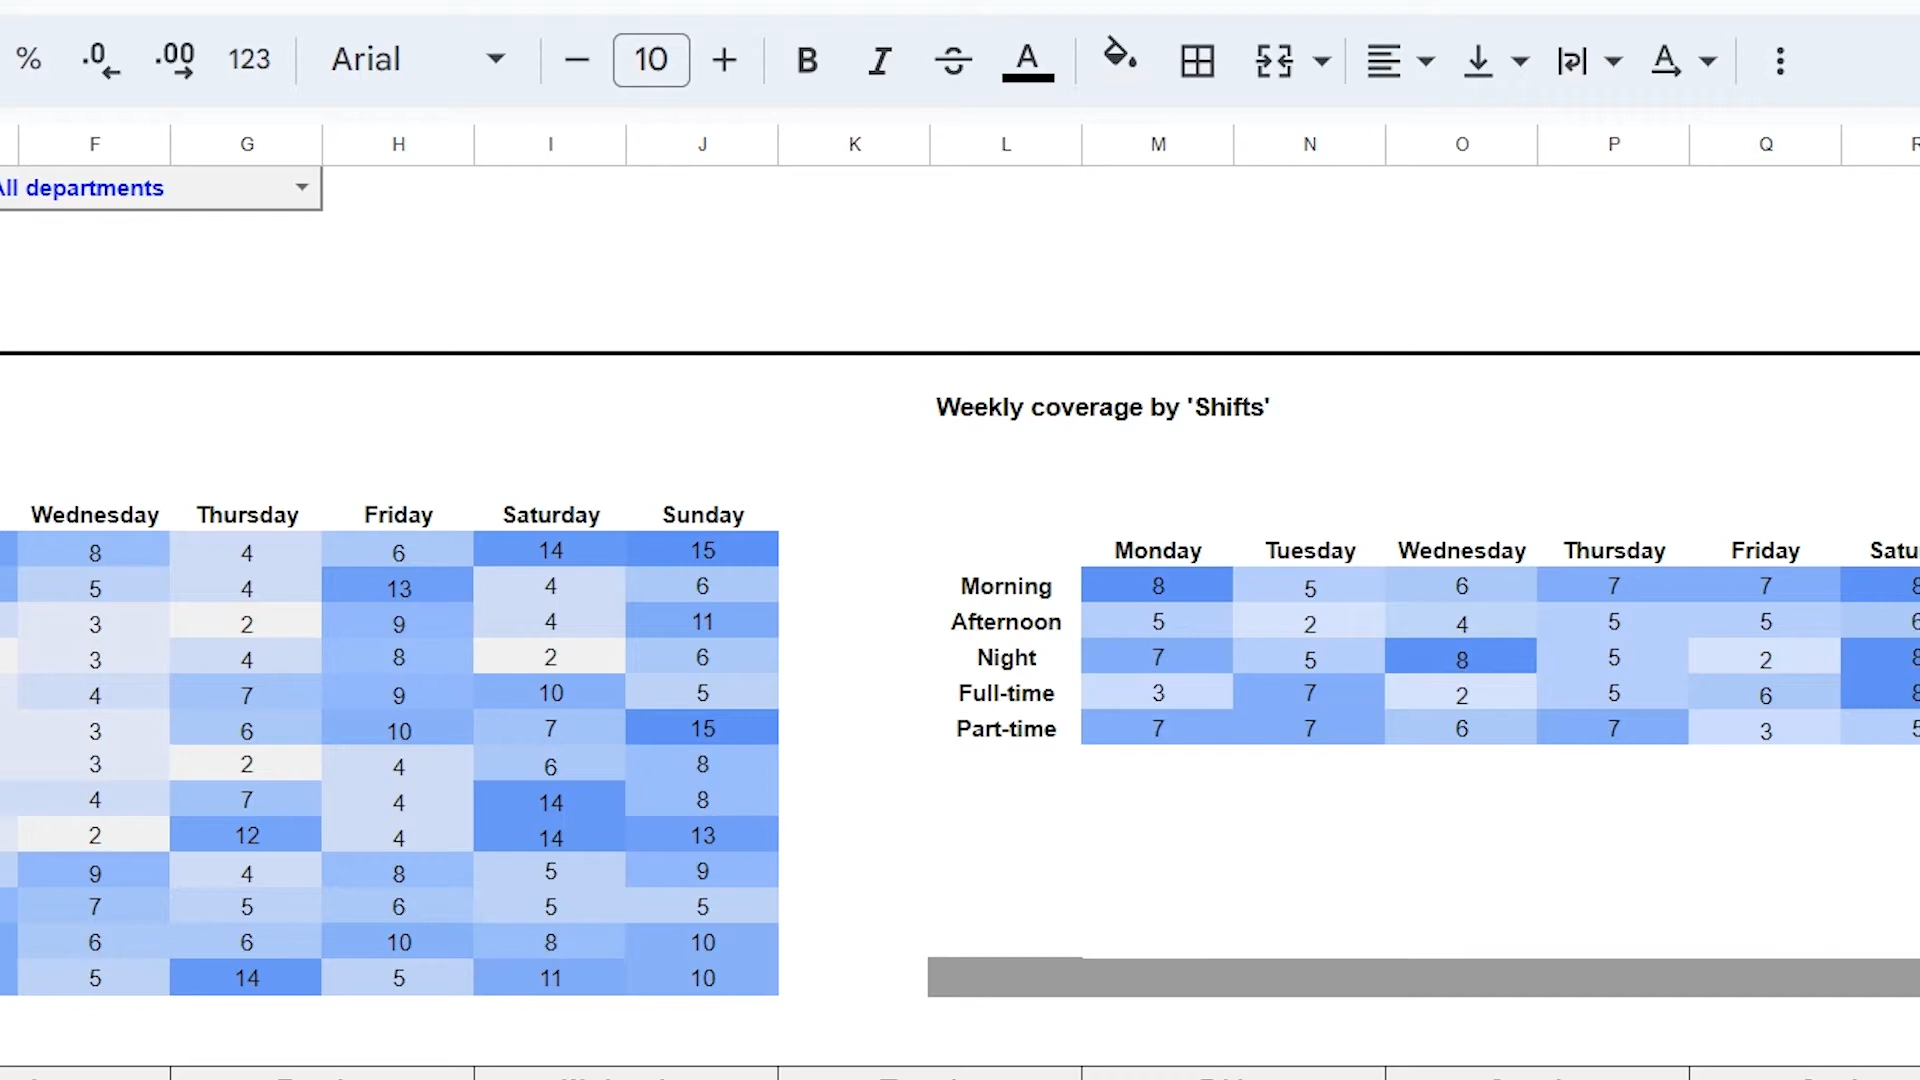 % .0 .00 123 Arial 10 B I S A A
F G H I J K L M N O P Q R
All departments
Weekly coverage by 'Shifts'
Wednesday Thursday Friday Saturday Sunday
8 4 6 14 15
5 4 13 4 6
3 2 9 4 11
3 4 8 2 6
4 7 9 10 5
3 6 10 7 15
3 2 4 6 8
4 7 4 14 8
2 12 4 14 13
9 4 8 5 9
7 5 6 5 5
6 6 10 8 10
5 14 5 11 10
Monday Tuesday Wednesday Thursday Friday Satu
Morning 8 5 6 7 7 8
Afternoon 5 2 4 5 5 6
Night 7 5 8 5 2 8
Full-time 3 7 2 5 6 8
Part-time 7 7 6 7 3 5